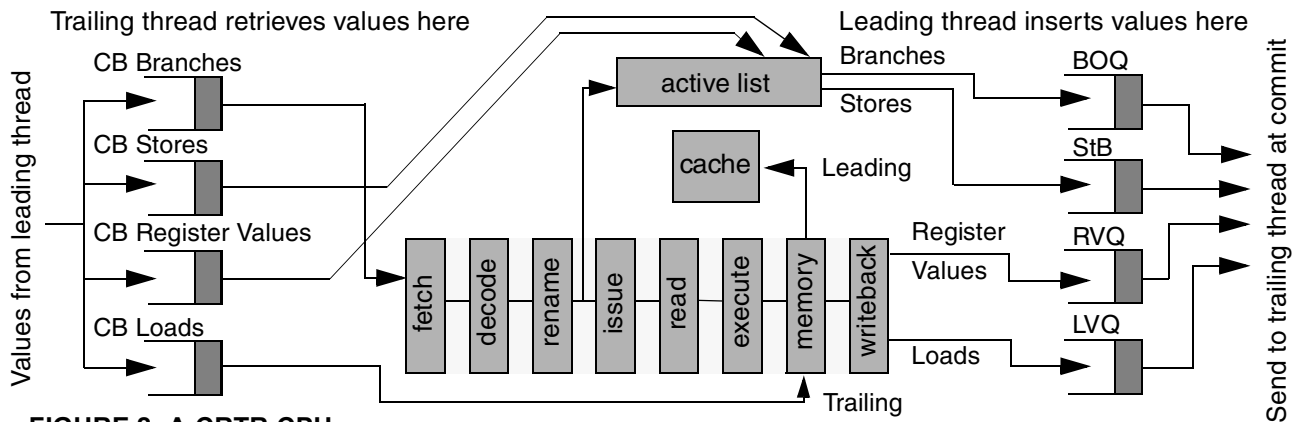 Trailing thread retrieves values here
Leading thread inserts values here
Values from leading thread
CB Branches
CB Stores
CB Register Values
CB Loads
active list
cache
Leading
Trailing
fetch
decode
rename
issue
read
execute
memory
writeback
Branches
Stores
Register
Values
Loads
BOQ
StB
RVQ
LVQ
Send to trailing thread at commit